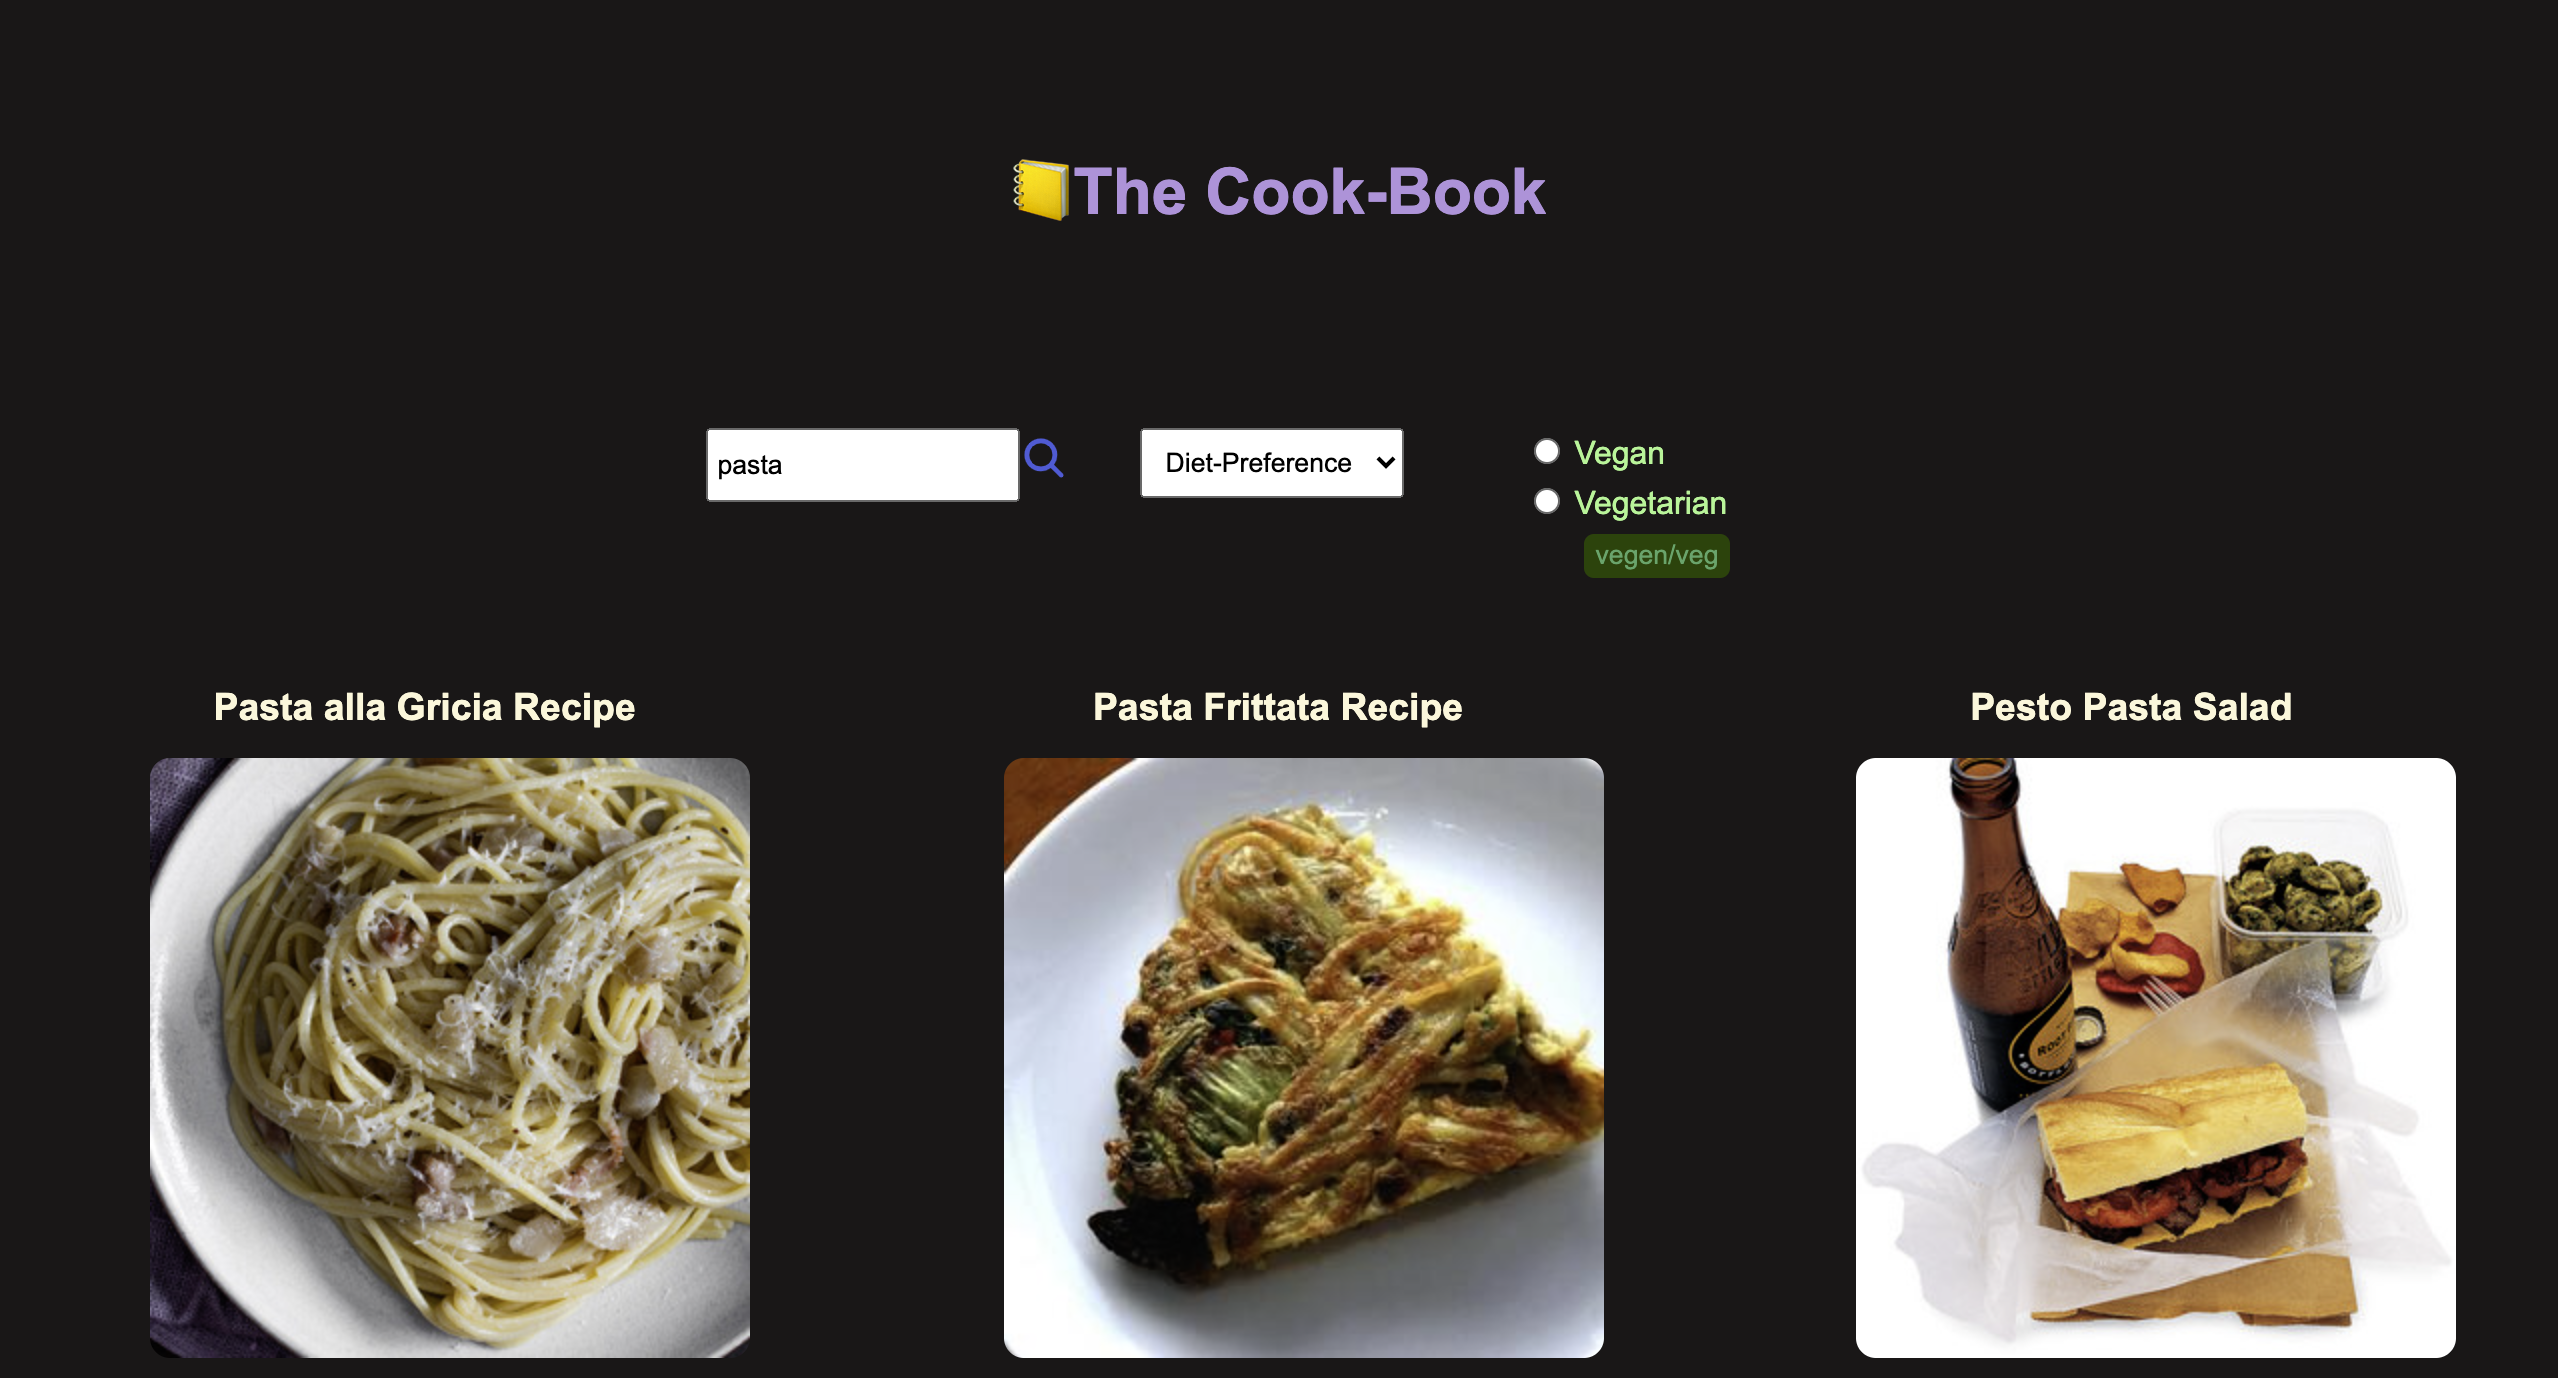 The Cook-Book
pasta
Diet-Preference
Vegan
Vegetarian
vegen/veg
Pasta alla Gricia Recipe
Pasta Frittata Recipe
Pesto Pasta Salad